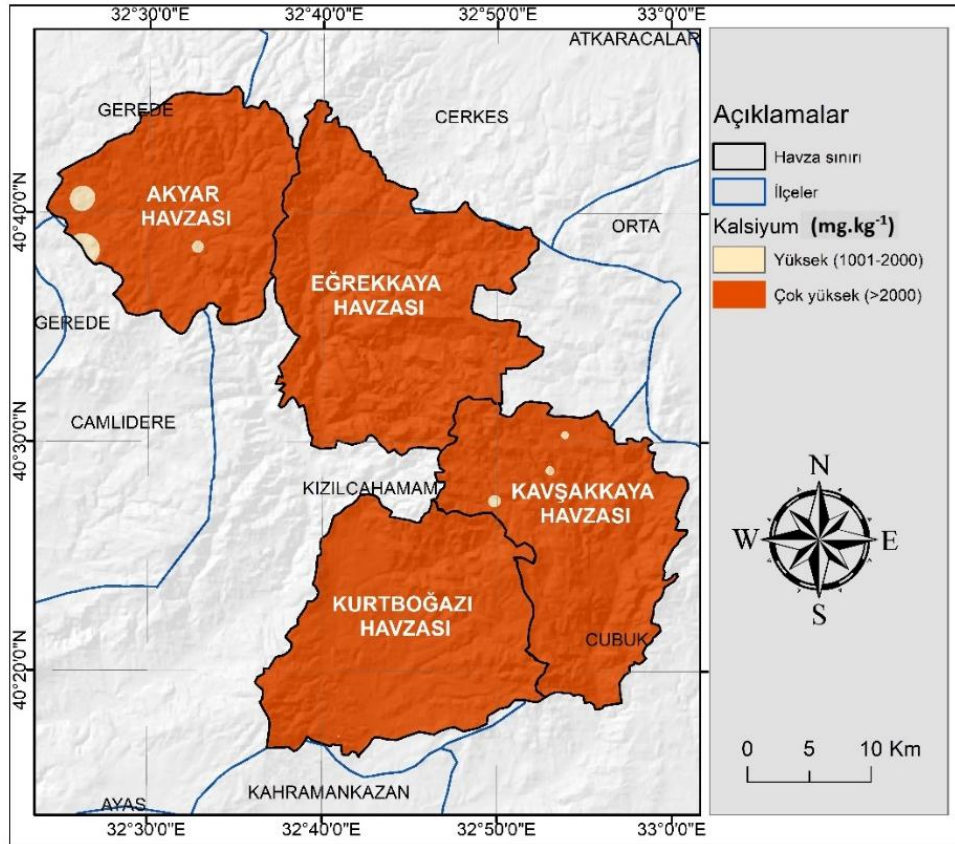 32°30'0"E 32°40'0"E 32°50'0"E 33°0'0"E
ATKARACALAR
GEREDE
CERKES
AKYAR
HAVZASI
40°40'0"N
ORTA
EĞREKKAYA
HAVZASI
GEREDE
CAMLIDERE
40°30'0"N
KIZILCAHAMAM
KAVŞAKKAYA
HAVZASI
KURTBOĞAZI
HAVZASI
CUBUK
40°20'0"N
KAHRAMANKAZAN
AYAS
32°30'0"E 32°40'0"E 32°50'0"E 33°0'0"E
Açıklamalar
Havza sınırı
İlçeler
Kalsiyum (mg.kg⁻¹)
Yüksek (1001-2000)
Çok yüksek (>2000)
N
W E
S
0 5 10 Km